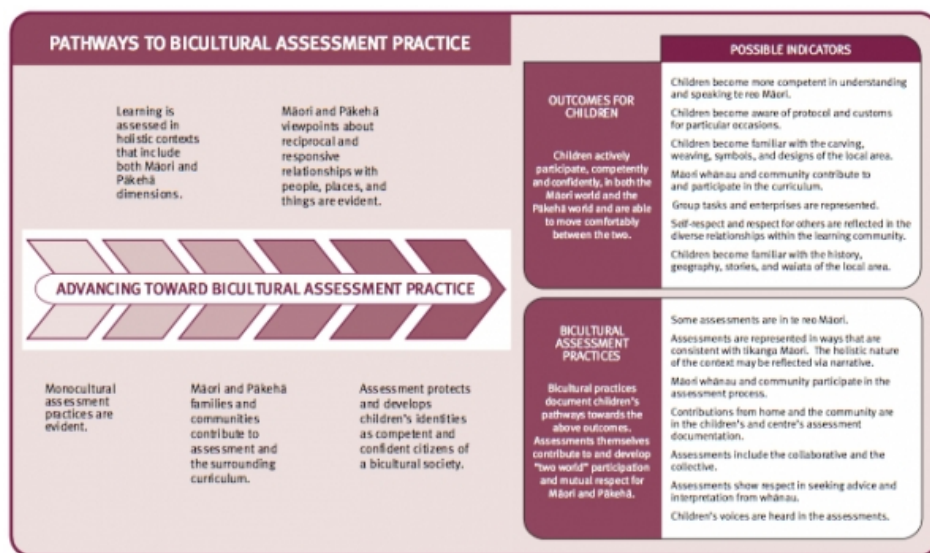 PATHWAYS TO BICULTURAL ASSESSMENT PRACTICE
Learning is
assessed in
holistic contexts
that include
both Māori and
Pākehā
dimensions.
Māori and Pākehā
viewpoints about
reciprocal and
responsive
relationships with
people, places, and
things are evident.
ADVANCING TOWARD BICULTURAL ASSESSMENT PRACTICE
Monocultural
assessment
practices are
evident.
Māori and Pākehā
families and
communities
contribute to
assessment and
the surrounding
curriculum.
Assessment protects
and develops
children's identities
as competent and
confident citizens of
a bicultural society.
POSSIBLE INDICATORS
OUTCOMES FOR
CHILDREN
Children actively
participate, competently
and confidently, in both the
Māori world and the
Pākehā world and are able
to move comfortably
between the two.
Children become more competent in understanding
and speaking te reo Māori.
Children become aware of protocol and customs
for particular occasions.
Children become familiar with the carving,
weaving, symbols, and designs of the local area.
Māori whānau and community contribute to
and participate in the curriculum.
Group tasks and enterprises are represented.
Self-respect and respect for others are reflected in the
diverse relationships within the learning community.
Children become familiar with the history,
geography, stories, and waiata of the local area.
BICULTURAL
ASSESSMENT
PRACTICES
Bicultural practices
document children's
pathways towards the
above outcomes.
Assessments themselves
contribute to and develop
"two world" participation
and mutual respect for
Māori and Pākehā.
Some assessments are in te reo Māori.
Assessments are represented in ways that are
consistent with tikanga Māori. The holistic nature
of the context may be reflected via narrative.
Māori whānau and community participate in the
assessment process.
Contributions from home and the community are
in the children's and centre's assessment
documentation.
Assessments include the collaborative and the
collective.
Assessments show respect in seeking advice and
interpretation from whānau.
Children's voices are heard in the assessments.